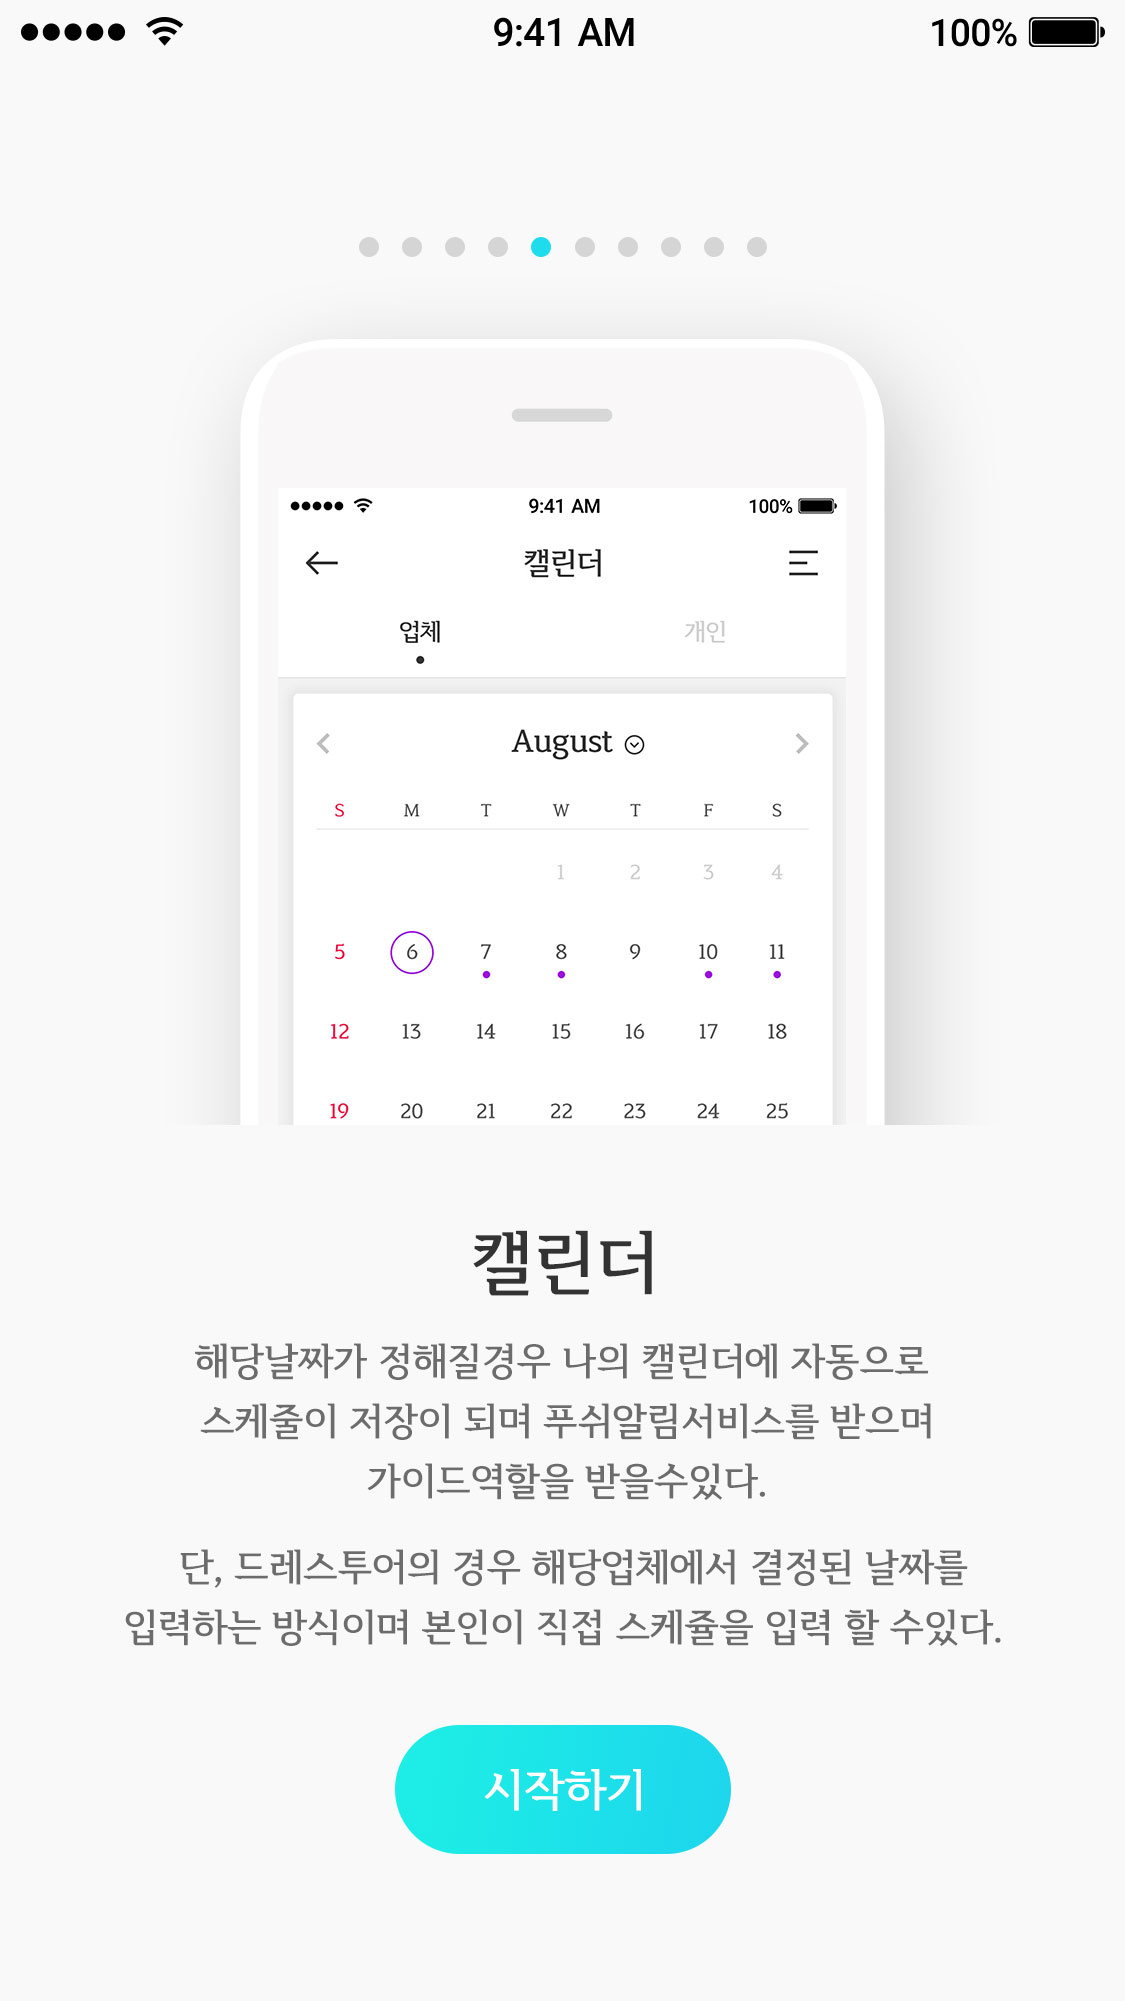 9:41 AM 100%
9:41 AM 100%
캘린더
업체 개인
August
S M T W T F S
1 2 3 4
5 6 7 8 9 10 11
12 13 14 15 16 17 18
19 20 21 22 23 24 25
캘린더
해당날짜가 정해질경우 나의 캘린더에 자동으로
스케줄이 저장이 되며 푸쉬알림서비스를 받으며
가이드역할을 받을수있다.
단, 드레스투어의 경우 해당업체에서 결정된 날짜를
입력하는 방식이며 본인이 직접 스케쥴을 입력 할 수있다.
시작하기